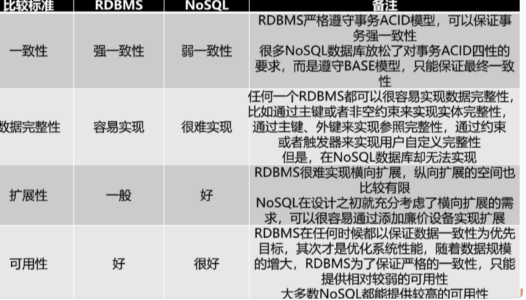 比较标准 RDBMS NoSQL 备注
一致性 强一致性 弱一致性
RDBMS严格遵守事务ACID模型，可以保证事
务强一致性
很多NoSQL数据库放松了对事务ACID四性的
要求，而是遵守BASE模型，只能保证最终一致
性
数据完整性 容易实现 很难实现
任何一个RDBMS都可以很容易实现数据完整性，
比如通过主键或者非空约束来实现实体完整性，
通过主键、外键来实现参照完整性，通过约束
或者触发器来实现用户自定义完整性
但是，在NoSQL数据库却无法实现
扩展性 一般 好
RDBMS很难实现横向扩展，纵向扩展的空间也
比较有限
NoSQL在设计之初就充分考虑了横向扩展的需
求，可以很容易通过添加廉价设备实现扩展
可用性 好 很好
RDBMS在任何时候都以保证数据一致性为优先
目标，其次才是优化系统性能，随着数据规模
的增大，RDBMS为了保证严格的一致性，只能
提供相对较弱的可用性
大多数NoSQL都能提供较高的可用性